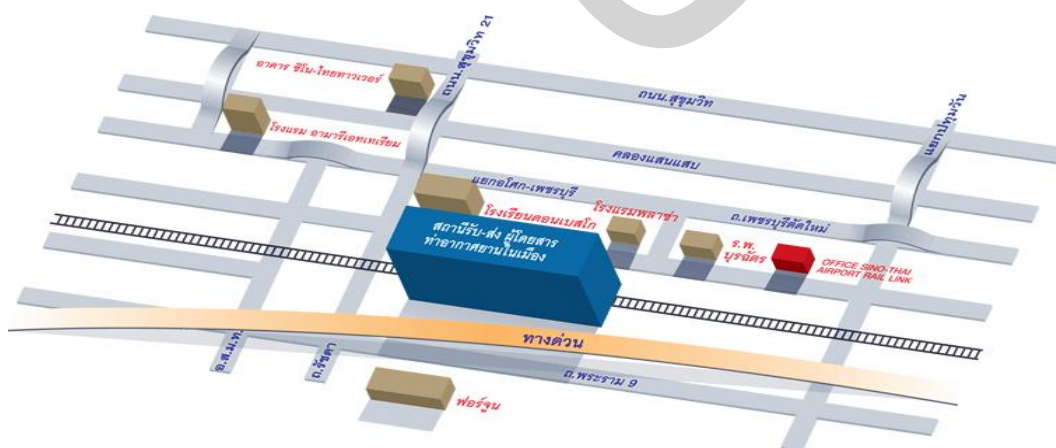 ถนน.สุขุมวิท 21
อาคาร ซีโน-ไทยทาวเวอร์
ถนน.สุขุมวิท
แยกปทุมวัน
โรงแรม อามารีเอทเทรียม
คลองแสนแสบ
แยกอโศก-เพชรบุรี
โรงแรมพลาซ่า
โรงเรียนดอนเบสโก
ถ.เพชรบุรีตัดใหม่
สถานีรับ-ส่ง ผู้โดยสาร
ท่าอากาศยานในเมือง
ร.พ.
บุรฉัตร
OFFICE SINO-THAI
AIRPORT RAIL LINK
ทางด่วน
อ.ส.ม.ท.
ถ.รัชดา
ถ.พระราม 9
ฟอร์จูน